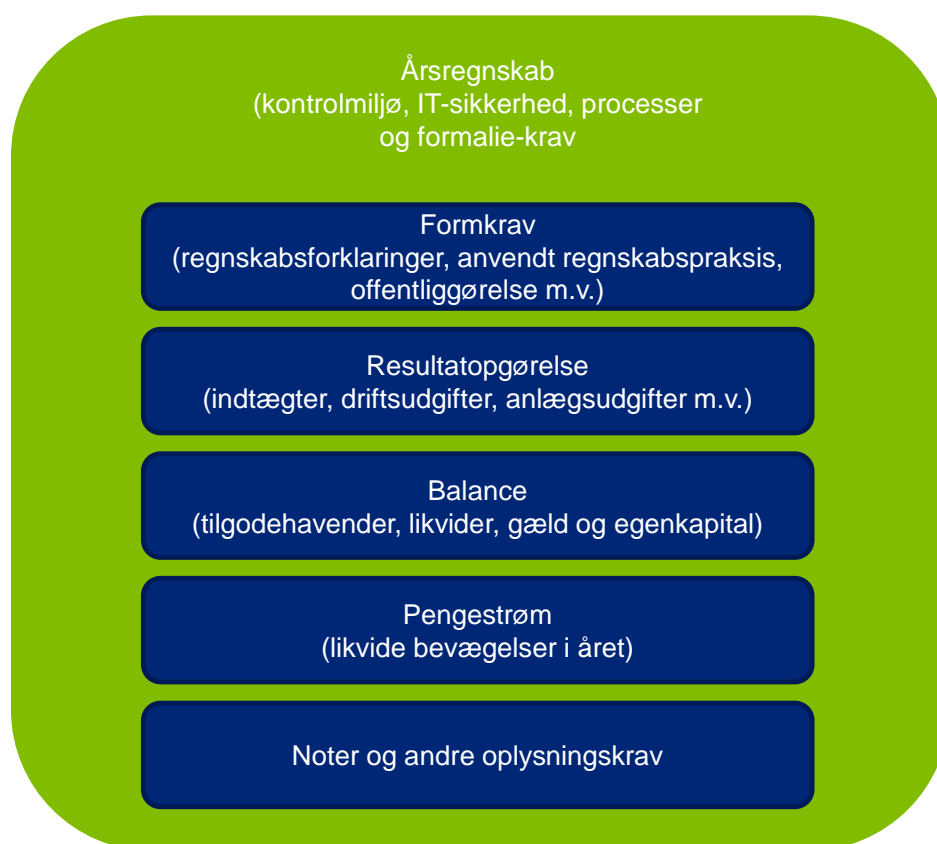 Årsregnskab
(kontrolmiljø, IT-sikkerhed, processer
og formalie-krav
Formkrav
(regnskabsforklaringer, anvendt regnskabspraksis,
offentliggørelse m.v.)
Resultatopgørelse
(indtægter, driftsudgifter, anlægsudgifter m.v.)
Balance
(tilgodehavender, likvider, gæld og egenkapital)
Pengestrøm
(likvide bevægelser i året)
Noter og andre oplysningskrav